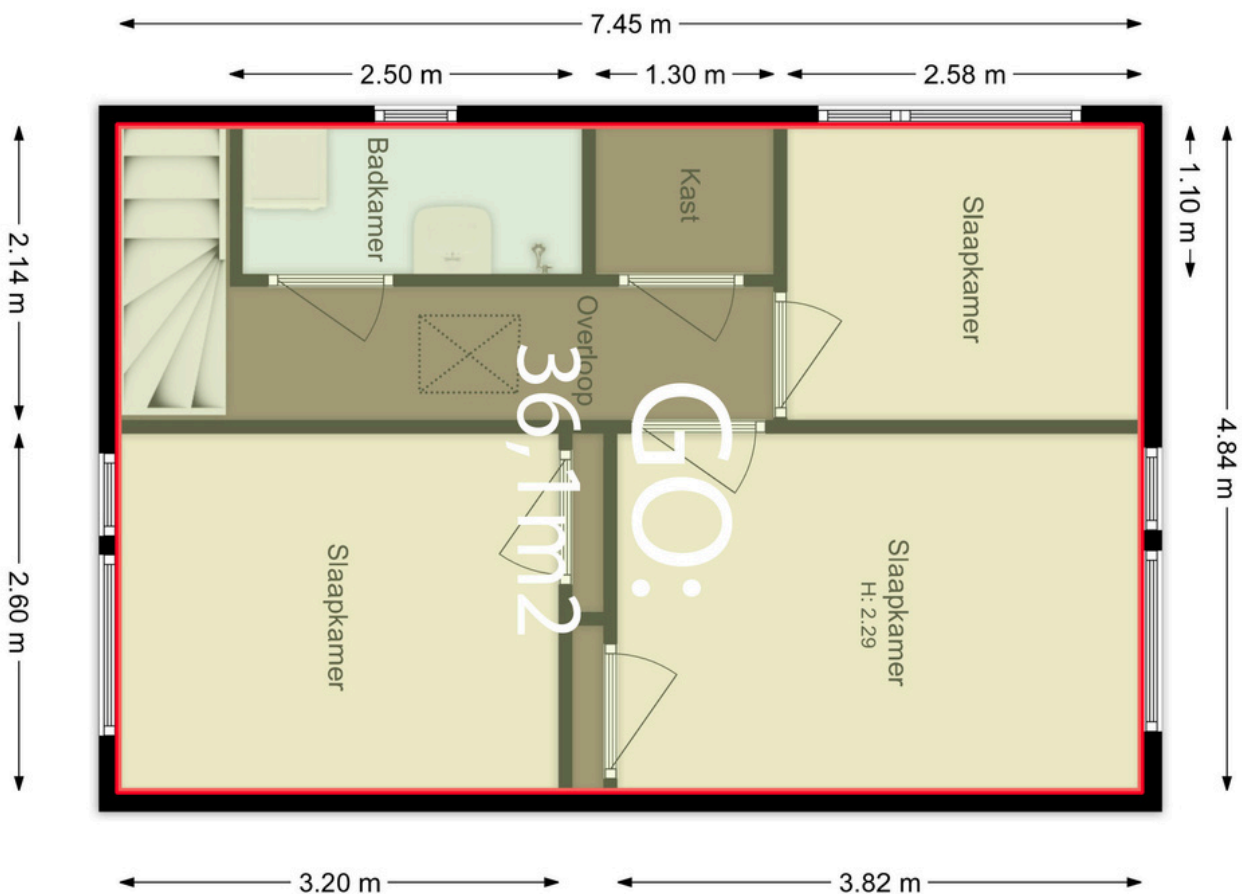 7.45 m
2.50 m
1.30 m
2.58 m
Badkamer
Kast
Slaapkamer
1.10 m
2.14 m
Overloop
4.84 m
GO:
36,1m2
Slaapkamer
Slaapkamer
H: 2.29
2.60 m
3.20 m
3.82 m